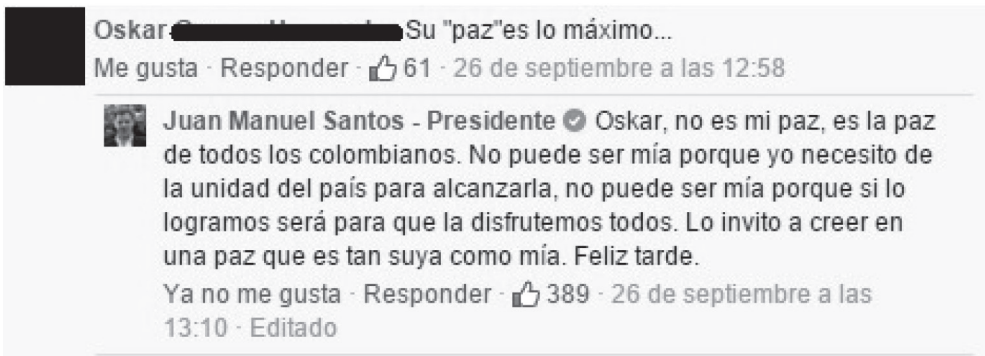 Oskar Su "paz"es lo máximo...
Me gusta · Responder · 61 · 26 de septiembre a las 12:58
Juan Manuel Santos - Presidente Oskar, no es mi paz, es la paz
de todos los colombianos. No puede ser mía porque yo necesito de
la unidad del país para alcanzarla, no puede ser mía porque si lo
logramos será para que la disfrutemos todos. Lo invito a creer en
una paz que es tan suya como mía. Feliz tarde.
Ya no me gusta · Responder · 389 · 26 de septiembre a las
13:10 · Editado